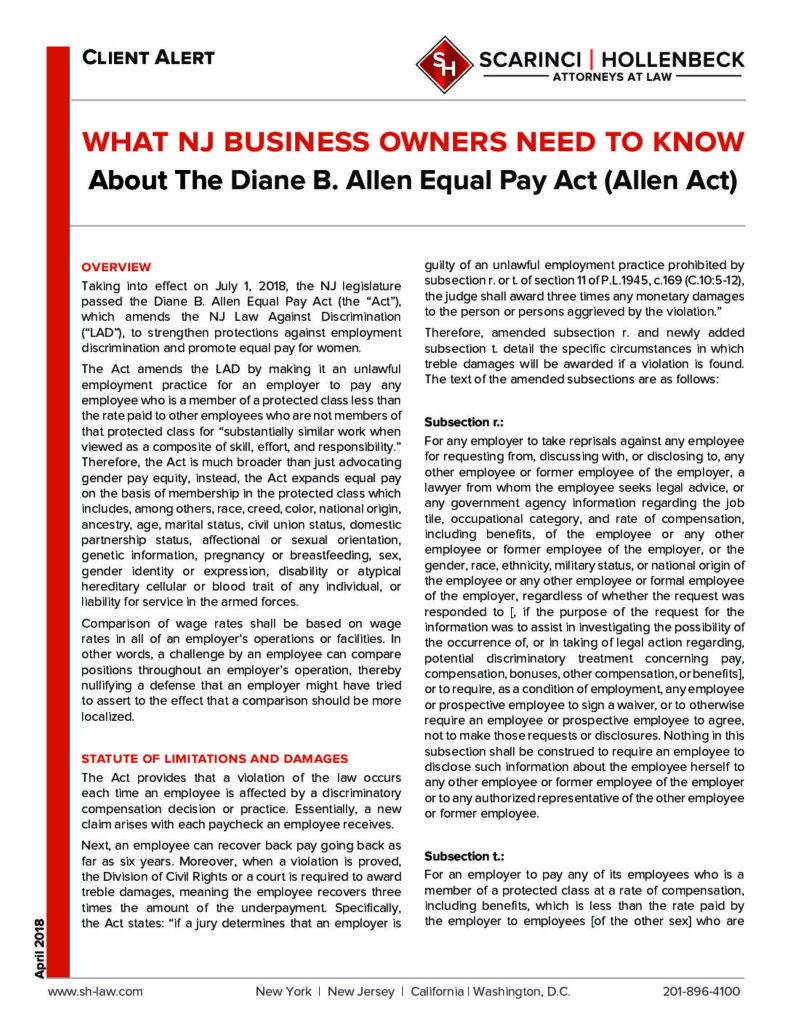 CLIENT ALERT
SH
SCARINCI | HOLLENBECK
ATTORNEYS AT LAW
WHAT NJ BUSINESS OWNERS NEED TO KNOW
About The Diane B. Allen Equal Pay Act (Allen Act)
OVERVIEW
Taking into effect on July 1, 2018, the NJ legislature
passed the Diane B. Allen Equal Pay Act (the “Act”),
which amends the NJ Law Against Discrimination
(“LAD”), to strengthen protections against employment
discrimination and promote equal pay for women.
The Act amends the LAD by making it an unlawful
employment practice for an employer to pay any
employee who is a member of a protected class less than
the rate paid to other employees who are not members of
that protected class for “substantially similar work when
viewed as a composite of skill, effort, and responsibility.”
Therefore, the Act is much broader than just advocating
gender pay equity, instead, the Act expands equal pay
on the basis of membership in the protected class which
includes, among others, race, creed, color, national origin,
ancestry, age, marital status, civil union status, domestic
partnership status, affectional or sexual orientation,
genetic information, pregnancy or breastfeeding, sex,
gender identity or expression, disability or atypical
hereditary cellular or blood trait of any individual, or
liability for service in the armed forces.
Comparison of wage rates shall be based on wage
rates in all of an employer’s operations or facilities. In
other words, a challenge by an employee can compare
positions throughout an employer’s operation, thereby
nullifying a defense that an employer might have tried
to assert to the effect that a comparison should be more
localized.
STATUTE OF LIMITATIONS AND DAMAGES
The Act provides that a violation of the law occurs
each time an employee is affected by a discriminatory
compensation decision or practice. Essentially, a new
claim arises with each paycheck an employee receives.
Next, an employee can recover back pay going back as
far as six years. Moreover, when a violation is proved,
the Division of Civil Rights or a court is required to award
treble damages, meaning the employee recovers three
times the amount of the underpayment. Specifically,
the Act states: “if a jury determines that an employer is
guilty of an unlawful employment practice prohibited by
subsection r. or t. of section 11 of P.L.1945, c.169 (C.10:5-12),
the judge shall award three times any monetary damages
to the person or persons aggrieved by the violation.”
Therefore, amended subsection r. and newly added
subsection t. detail the specific circumstances in which
treble damages will be awarded if a violation is found.
The text of the amended subsections are as follows:
Subsection r.:
For any employer to take reprisals against any employee
for requesting from, discussing with, or disclosing to, any
other employee or former employee of the employer, a
lawyer from whom the employee seeks legal advice, or
any government agency information regarding the job
tile, occupational category, and rate of compensation,
including benefits, of the employee or any other
employee or former employee of the employer, or the
gender, race, ethnicity, military status, or national origin of
the employee or any other employee or formal employee
of the employer, regardless of whether the request was
responded to [, if the purpose of the request for the
information was to assist in investigating the possibility of
the occurrence of, or in taking of legal action regarding,
potential discriminatory treatment concerning pay,
compensation, bonuses, other compensation, or benefits],
or to require, as a condition of employment, any employee
or prospective employee to sign a waiver, or to otherwise
require an employee or prospective employee to agree,
not to make those requests or disclosures. Nothing in this
subsection shall be construed to require an employee to
disclose such information about the employee herself to
any other employee or former employee of the employer
or to any authorized representative of the other employee
or former employee.
Subsection t.:
For an employer to pay any of its employees who is a
member of a protected class at a rate of compensation,
including benefits, which is less than the rate paid by
the employer to employees [of the other sex] who are
April 2018
www.sh-law.com
New York | New Jersey | California | Washington, D.C.
201-896-4100